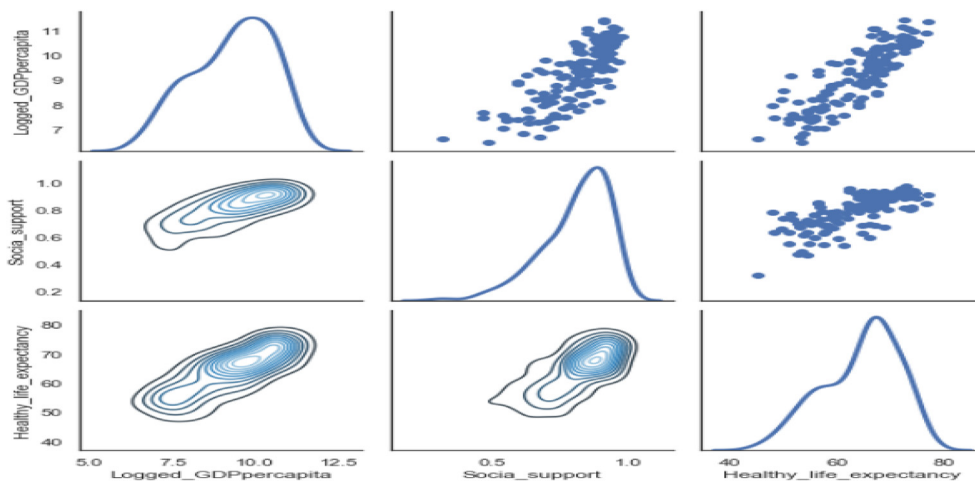 Logged_GDPpercapita
11
10
9
8
7
Socia_support
1.0
0.8
0.6
0.4
0.2
Healthy_life_expectancy
80
70
60
50
40
5.0 7.5 10.0 12.5
0.5 1.0
40 60 80
Logged_GDPpercapita
Socia_support
Healthy_life_expectancy